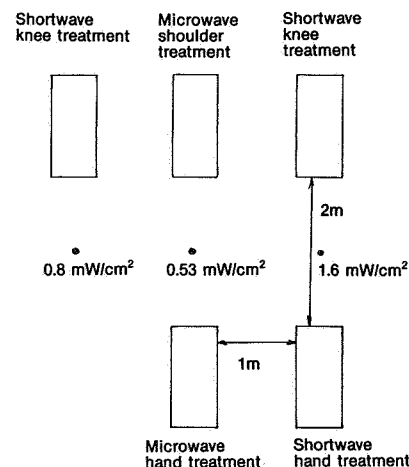 Shortwave
knee treatment
Microwave
shoulder
treatment
Shortwave
knee
treatment
2m
0.8 mW/cm²
0.53 mW/cm²
1.6 mW/cm²
1m
Microwave
hand treatment
Shortwave
hand treatment